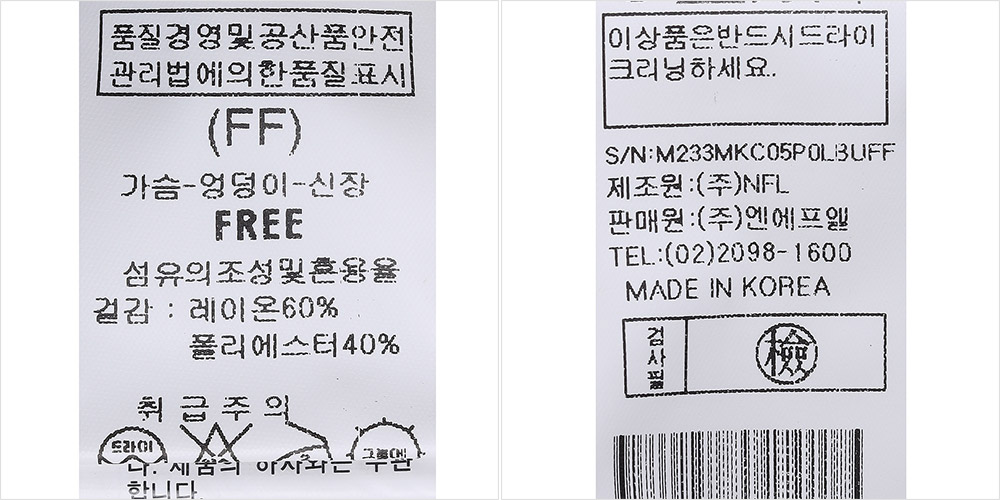 품질경영및공산품안전
관리법에의한품질표시
(FF)
가슴-엉덩이-신장
FREE
섬유의조성및혼용율
겉감 : 레이온60%
폴리에스터40%
취 급 주 의
드라이
그늘에
합니다.
이상품은반드시드라이
크리닝하세요.
S/N:M233MKC05P0LBUFF
제조원:(주)NFL
판매원:(주)엔에프엘
TEL:(02)2098-1600
MADE IN KOREA
검사필
檢